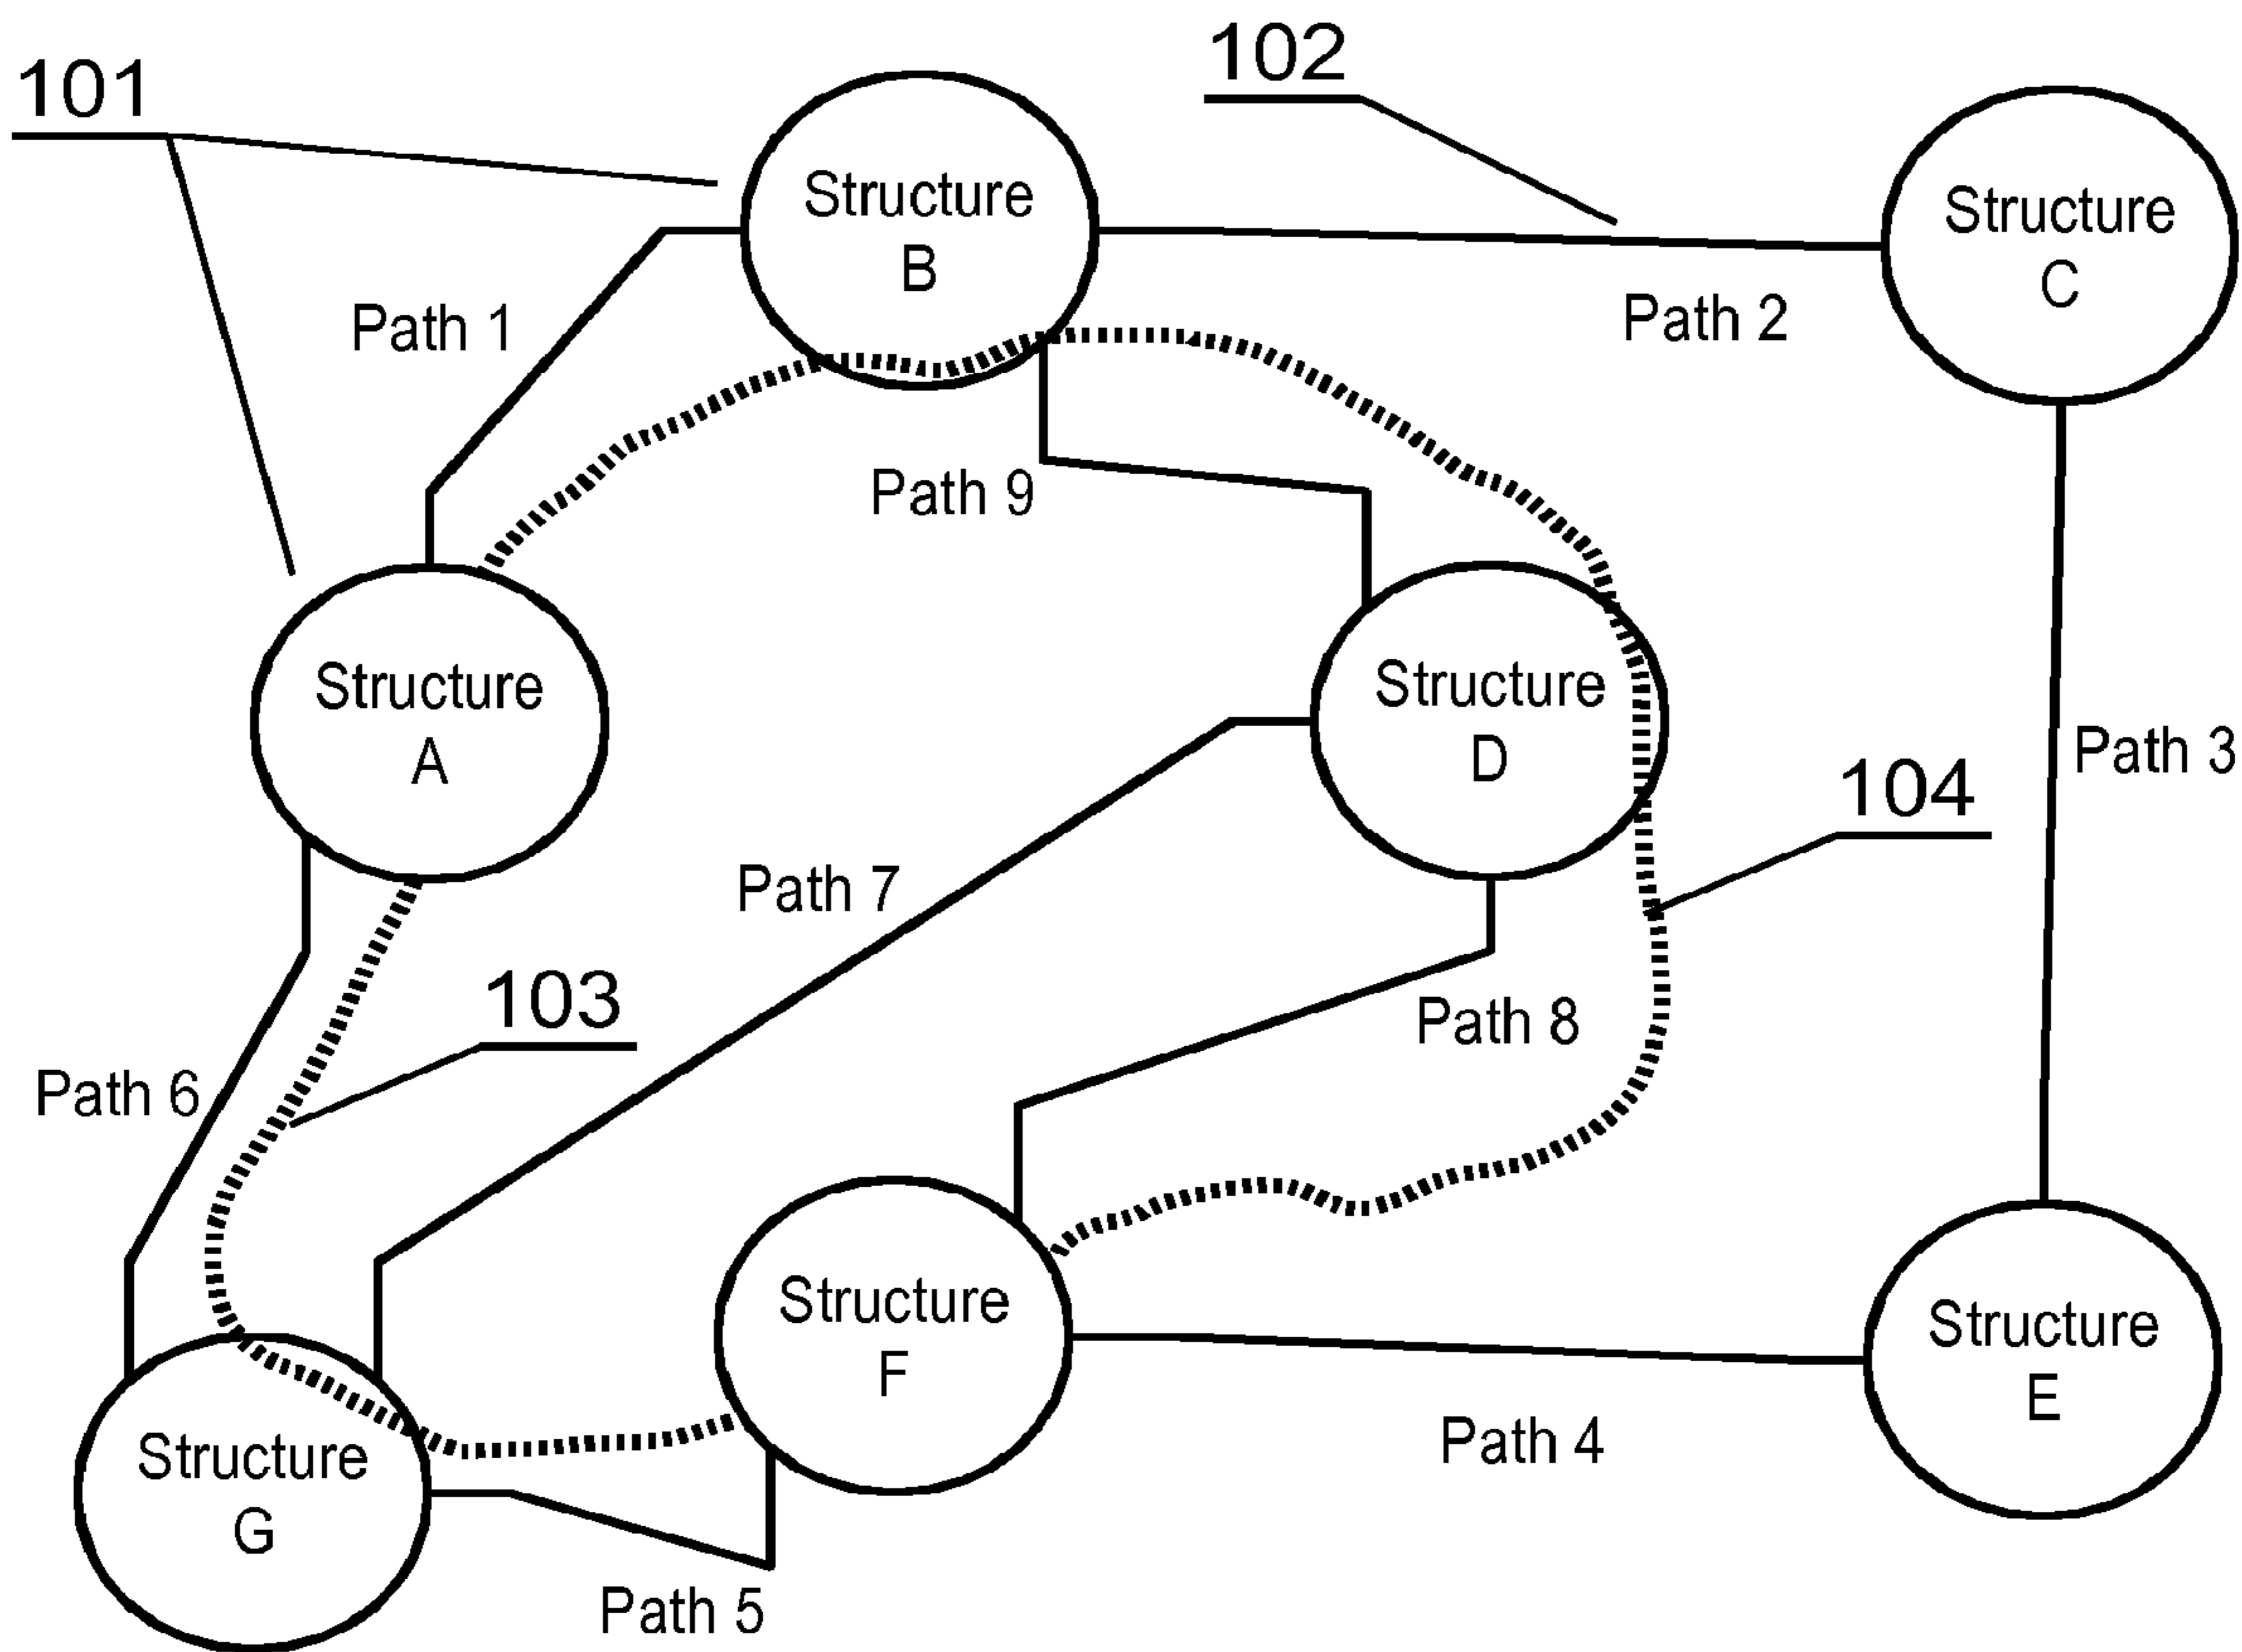 102
101
Structure
B
Structure
C
Path 1
Path 2
Path 9
Structure
A
Structure
D
Path 3
104
Path 7
103
Path 8
Path 6
Structure
F
Structure
E
Structure
G
Path 4
Path 5